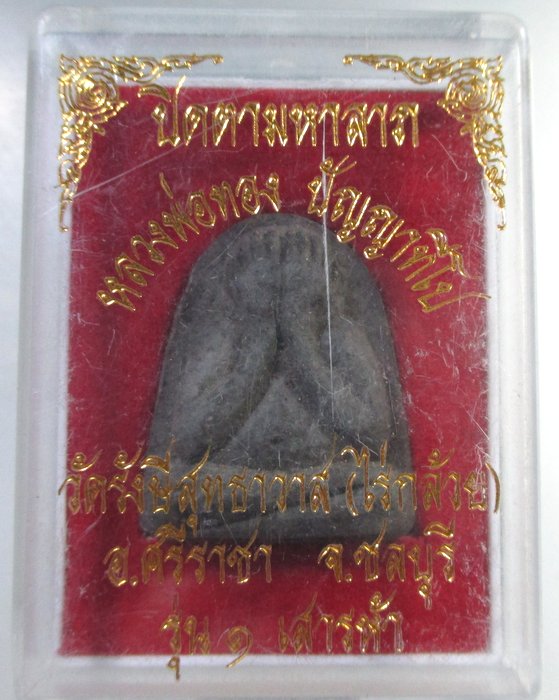 ปิดตามหาลาภ
หลวงพ่อทอง ปัญญาทีโป
วัดรังษีสุทธาวาส (ไร่กล้วย)
อ.ศรีราชา จ.ชลบุรี
รุ่น ๑ เสาร์ห้า